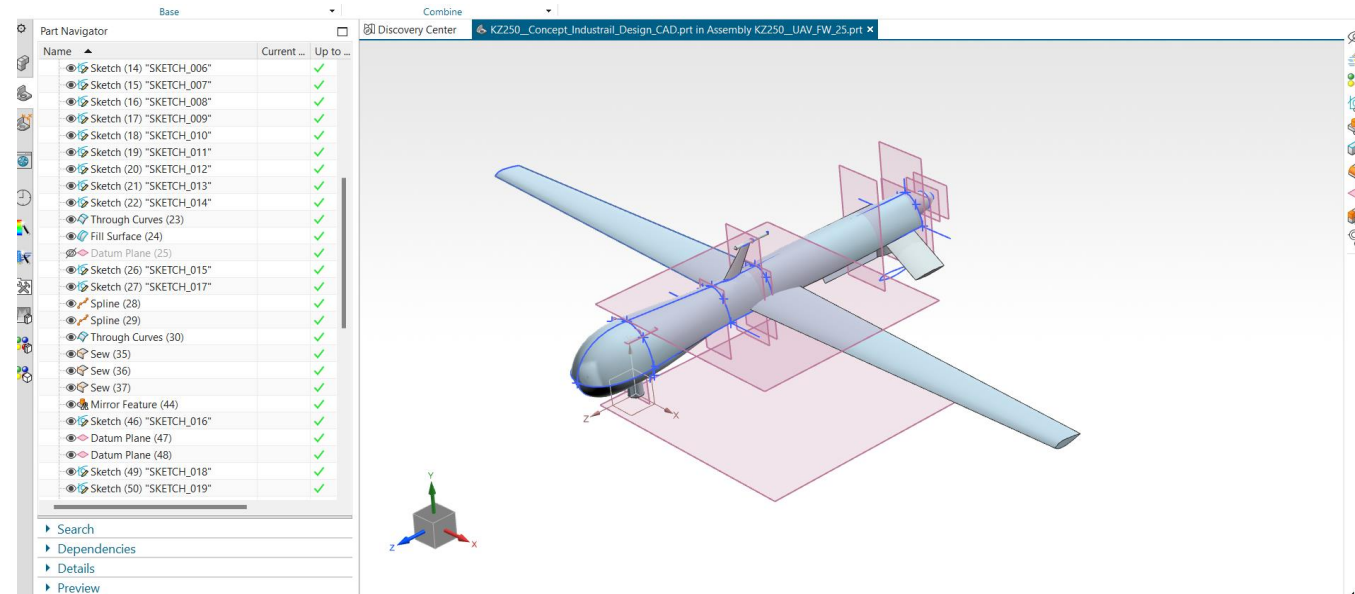 Base
Combine
Part Navigator
Discovery Center
KZ250__Concept_Industrail_Design_CAD.prt in Assembly KZ250__UAV_FW_25.prt
Name Current ... Up to ...
Sketch (14) "SKETCH_006"
Sketch (15) "SKETCH_007"
Sketch (16) "SKETCH_008"
Sketch (17) "SKETCH_009"
Sketch (18) "SKETCH_010"
Sketch (19) "SKETCH_011"
Sketch (20) "SKETCH_012"
Sketch (21) "SKETCH_013"
Sketch (22) "SKETCH_014"
Through Curves (23)
Fill Surface (24)
Datum Plane (25)
Sketch (26) "SKETCH_015"
Sketch (27) "SKETCH_017"
Spline (28)
Spline (29)
Through Curves (30)
Sew (35)
Sew (36)
Sew (37)
Mirror Feature (44)
Sketch (46) "SKETCH_016"
Datum Plane (47)
Datum Plane (48)
Sketch (49) "SKETCH_018"
Sketch (50) "SKETCH_019"
Search
Dependencies
Details
Preview
Z
X
Y
Z
X